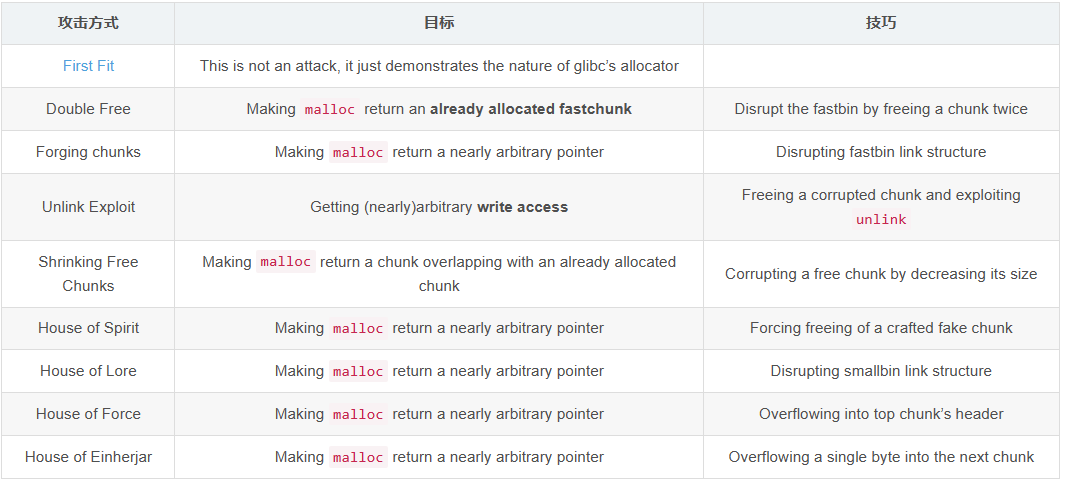 攻击方式 目标 技巧
First Fit This is not an attack, it just demonstrates the nature of glibc's allocator
Double Free Making malloc return an already allocated fastchunk Disrupt the fastbin by freeing a chunk twice
Forging chunks Making malloc return a nearly arbitrary pointer Disrupting fastbin link structure
Unlink Exploit Getting (nearly)arbitrary write access Freeing a corrupted chunk and exploiting
unlink
Shrinking Free
Chunks
Making malloc return a chunk overlapping with an already allocated
chunk
Corrupting a free chunk by decreasing its size
House of Spirit Making malloc return a nearly arbitrary pointer Forcing freeing of a crafted fake chunk
House of Lore Making malloc return a nearly arbitrary pointer Disrupting smallbin link structure
House of Force Making malloc return a nearly arbitrary pointer Overflowing into top chunk's header
House of Einherjar Making malloc return a nearly arbitrary pointer Overflowing a single byte into the next chunk